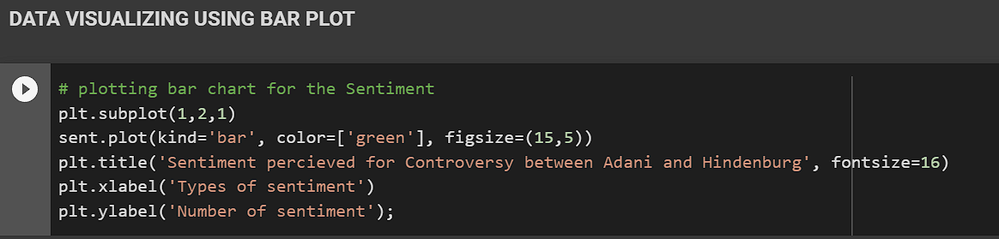 DATA VISUALIZING USING BAR PLOT
# plotting bar chart for the Sentiment
plt.subplot(1,2,1)
sent.plot(kind='bar', color=['green'], figsize=(15,5))
plt.title('Sentiment percieved for Controversy between Adani and Hindenburg', fontsize=16)
plt.xlabel('Types of sentiment')
plt.ylabel('Number of sentiment');